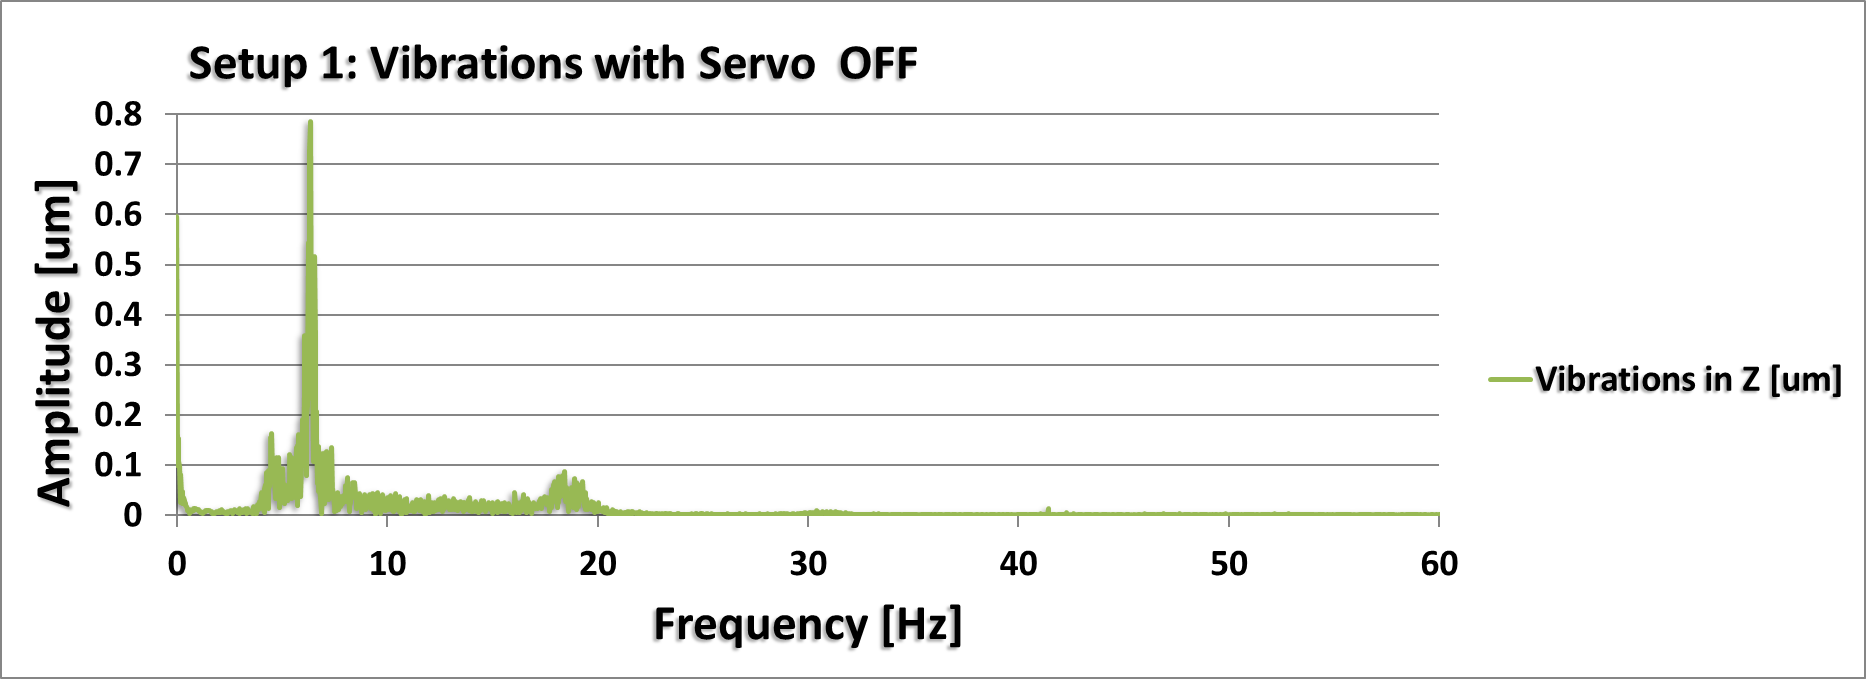 Setup 1: Vibrations with Servo  OFF
0.8
0.7
0.6
0.5
0.4
0.3
0.2
0.1
0
Amplitude [um]
0 10 20 30 40 50 60
Frequency [Hz]
Vibrations in Z [um]